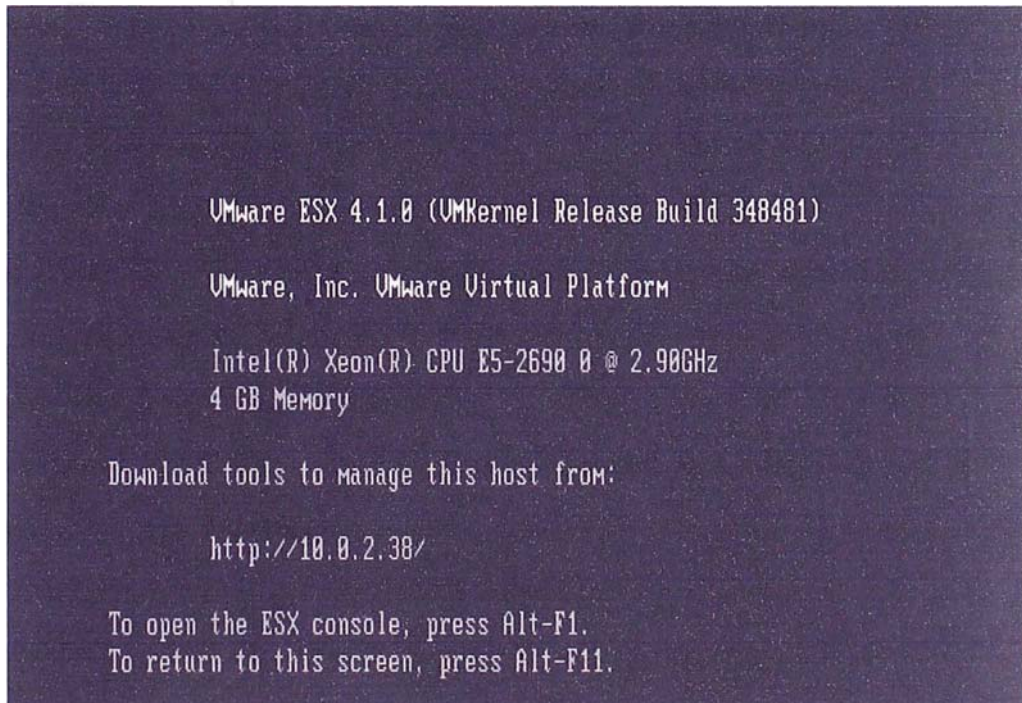 VMware ESX 4.1.0 (VMKernel Release Build 348481)
VMware, Inc. VMware Virtual Platform
Intel(R) Xeon(R) CPU E5-2690 0 @ 2.90GHz
4 GB Memory
Download tools to manage this host from:
http://10.0.2.38/
To open the ESX console, press Alt-F1.
To return to this screen, press Alt-F11.